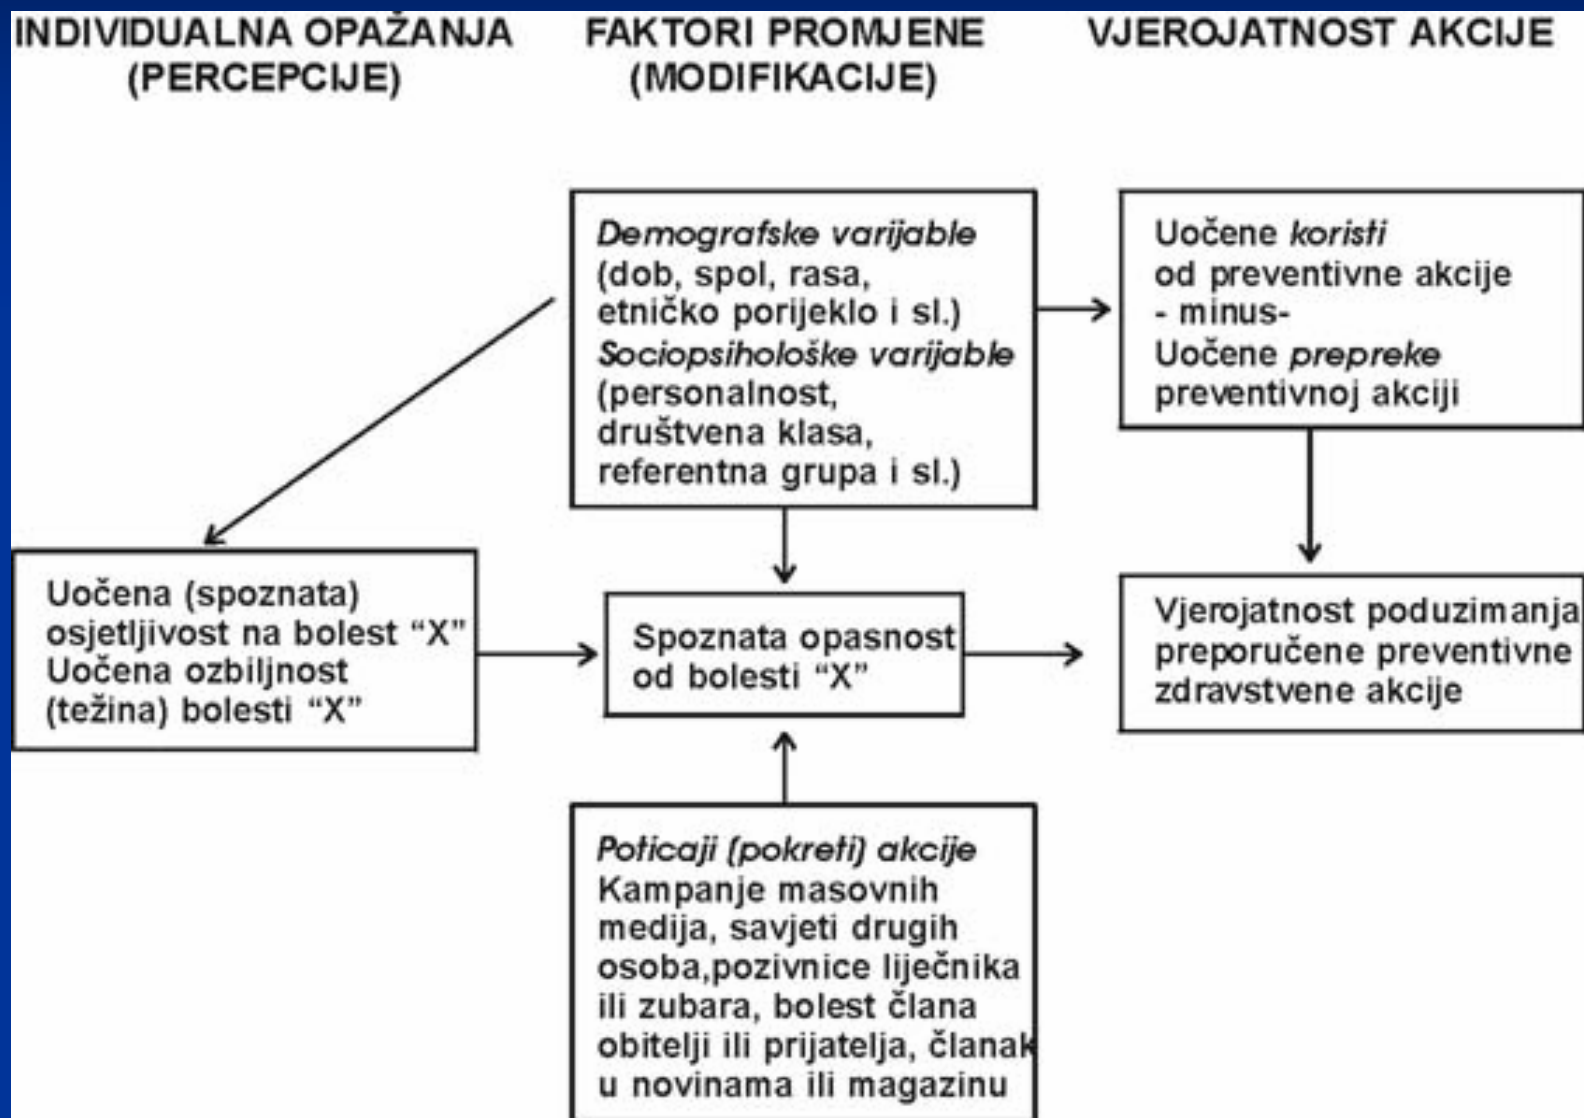 INDIVIDUALNA OPAŽANJA
(PERCEPCIJE)
FAKTORI PROMJENE
(MODIFIKACIJE)
VJEROJATNOST AKCIJE
Demografske varijable
(dob, spol, rasa,
etničko porijeklo i sl.)
Sociopsihološke varijable
(personalnost,
društvena klasa,
referentna grupa i sl.)
Uočene koristi
od preventivne akcije
- minus-
Uočene prepreke
preventivnoj akciji
Uočena (spoznata)
osjetljivost na bolest “X”
Uočena ozbiljnost
(težina) bolesti “X”
Spoznata opasnost
od bolesti “X”
Vjerojatnost poduzimanja
preporučene preventivne
zdravstvene akcije
Poticaji (pokreti) akcije
Kampanje masovnih
medija, savjeti drugih
osoba,pozivnice liječnika
ili zubara, bolest člana
obitelji ili prijatelja, članak
u novinama ili magazinu